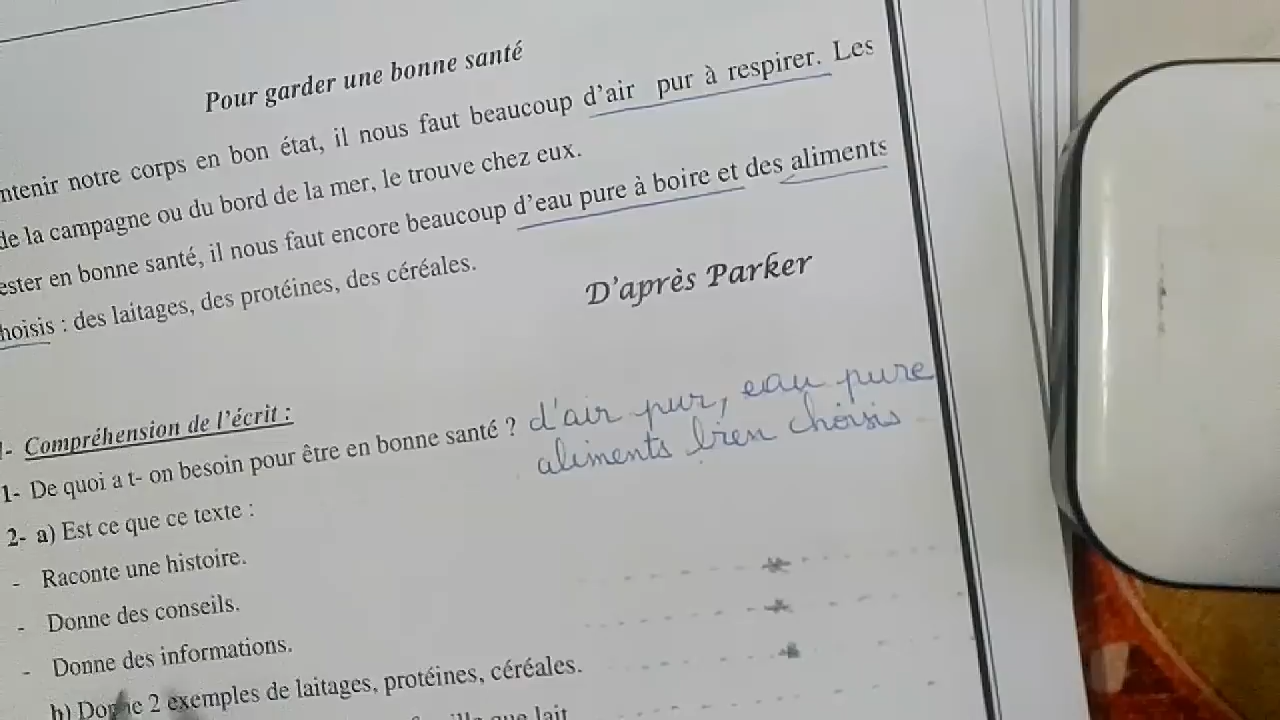 Pour garder une bonne santé
ntenir notre corps en bon état, il nous faut beaucoup d'air pur à respirer. Les
de la campagne ou du bord de la mer, le trouve chez eux.
ester en bonne santé, il nous faut encore beaucoup d'eau pure à boire et des aliments
hoisis : des laitages, des protéines, des céréales.
D'après Parker
I- Compréhension de l'écrit :
1- De quoi a t- on besoin pour être en bonne santé ? d'air pur, eau pure
aliments bien choisis
2- a) Est ce que ce texte :
- Raconte une histoire.
- Donne des conseils.
- Donne des informations.
b) Donne 2 exemples de laitages, protéines, céréales.
que lait